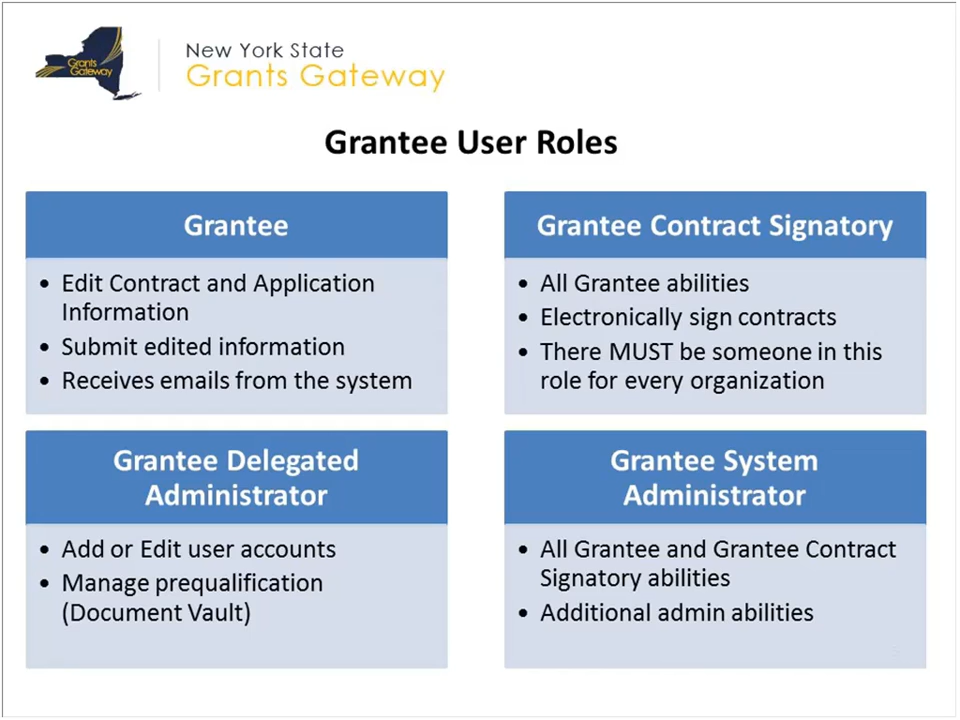 Grants
Gateway
New York State
Grants Gateway
Grantee User Roles
Grantee
• Edit Contract and Application
Information
• Submit edited information
• Receives emails from the system
Grantee Contract Signatory
• All Grantee abilities
• Electronically sign contracts
• There MUST be someone in this
role for every organization
Grantee Delegated
Administrator
• Add or Edit user accounts
• Manage prequalification
(Document Vault)
Grantee System
Administrator
• All Grantee and Grantee Contract
Signatory abilities
• Additional admin abilities